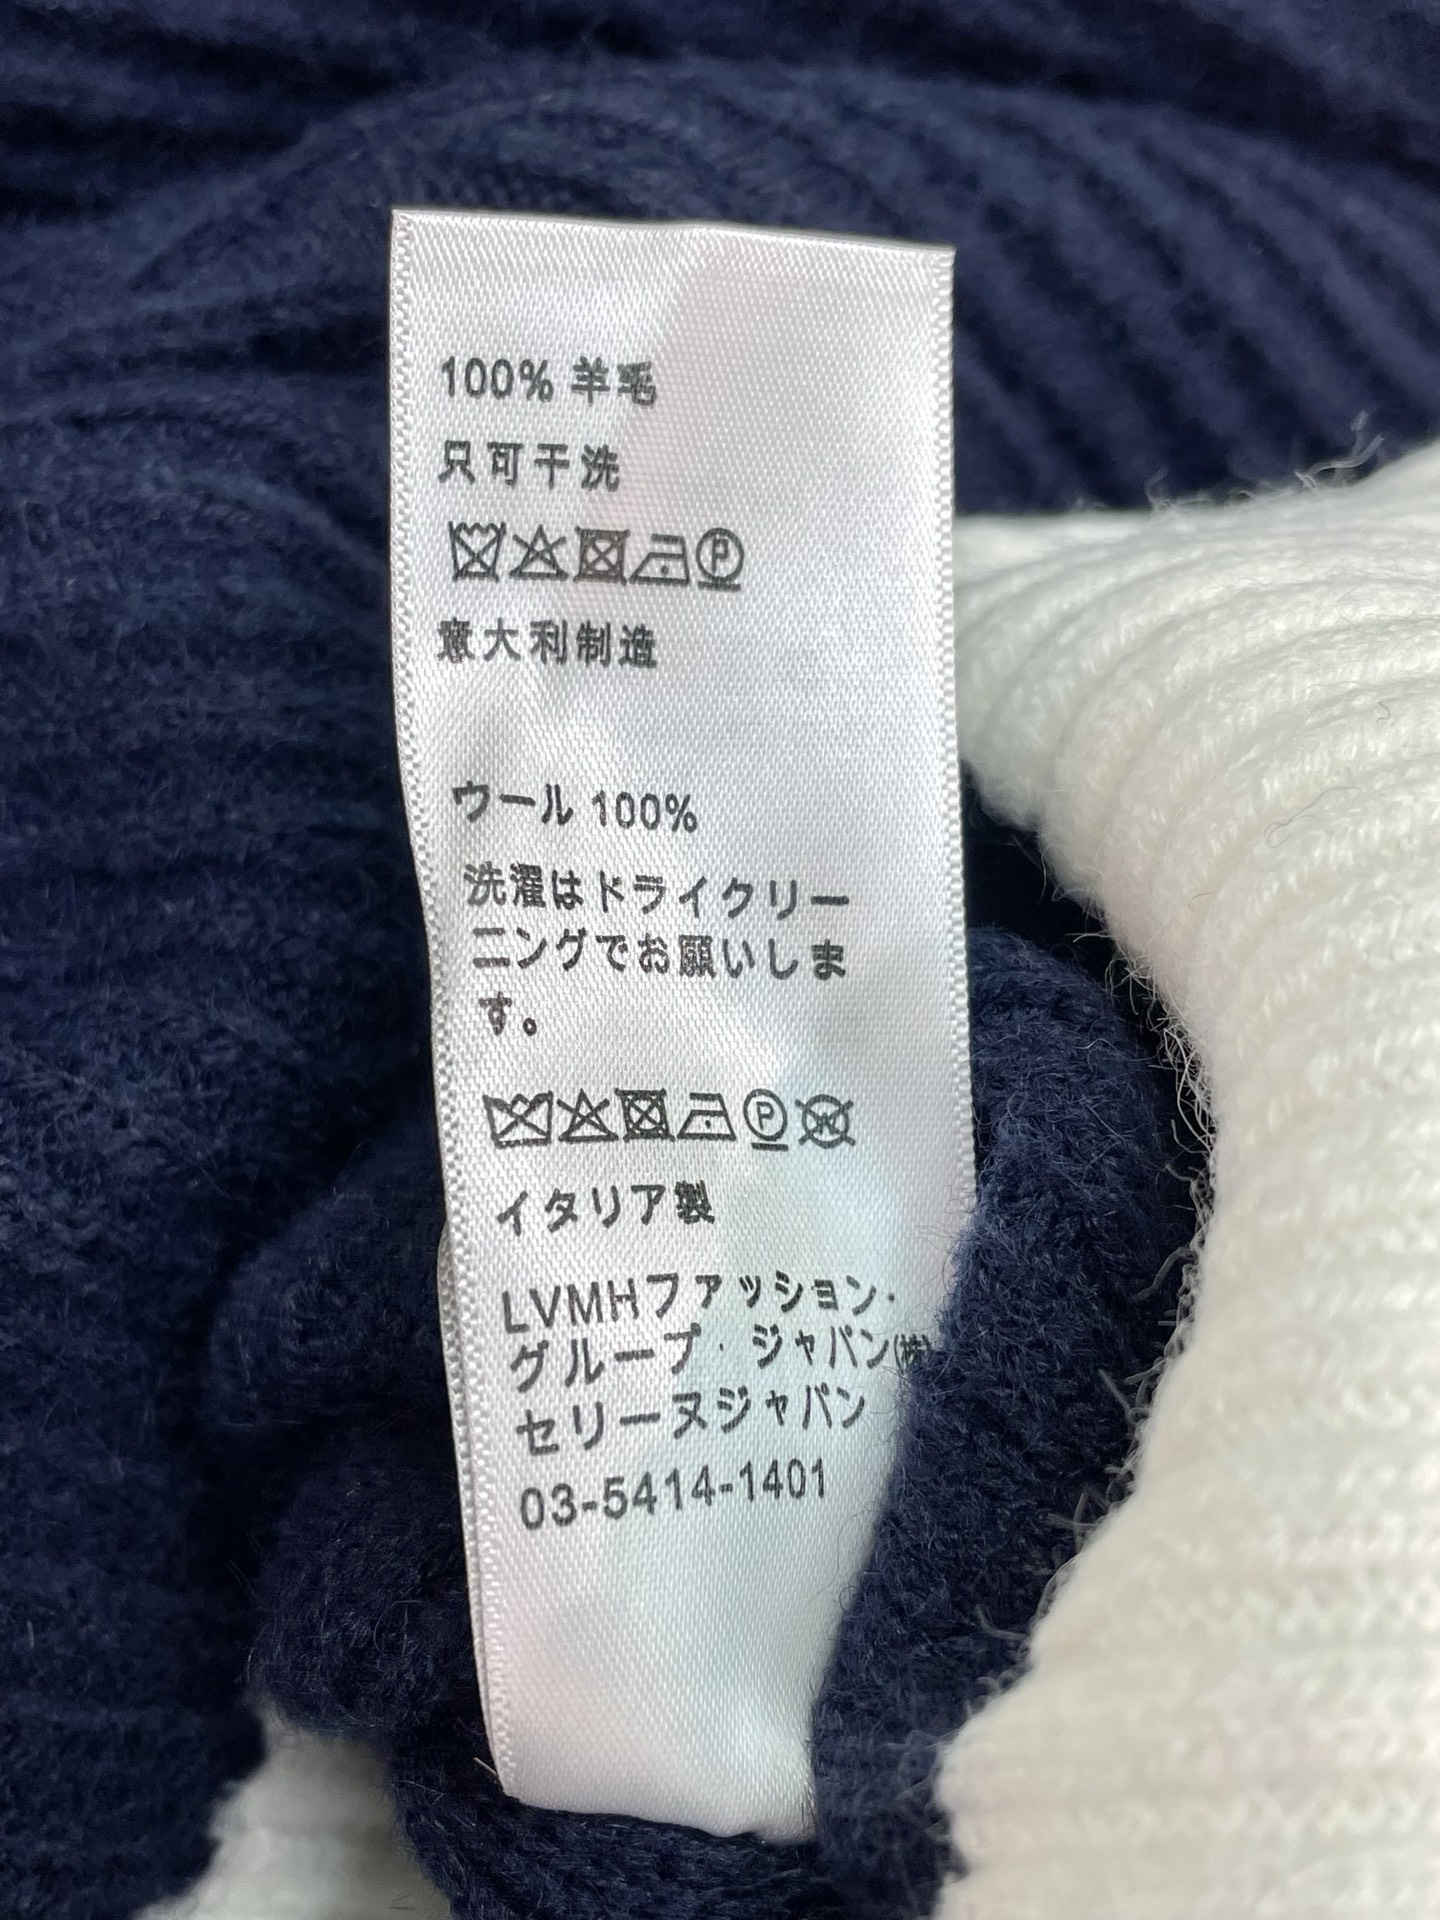 100% 羊毛
只可干洗
意大利制造
ウール 100%
洗濯はドライクリー
ニングでお願いしま
す。
イタリア製
LVMHファッション·
グループ · ジャパン(株)
セリーヌジャパン
03-5414-1401